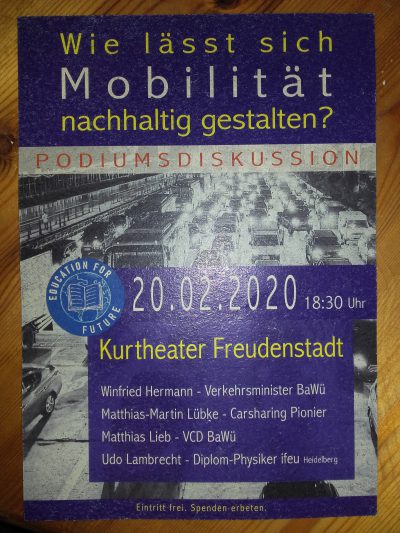 Wie lässt sich
Mobilität
nachhaltig gestalten?
PODIUMSDISKUSSION
EDUCATION FOR
FUTURE
20.02.2020 18:30 Uhr
Kurtheater Freudenstadt
Winfried Hermann - Verkehrsminister BaWü
Matthias-Martin Lübke - Carsharing Pionier
Matthias Lieb - VCD BaWü
Udo Lambrecht - Diplom-Physiker ifeu Heidelberg
Eintritt frei. Spenden erbeten.